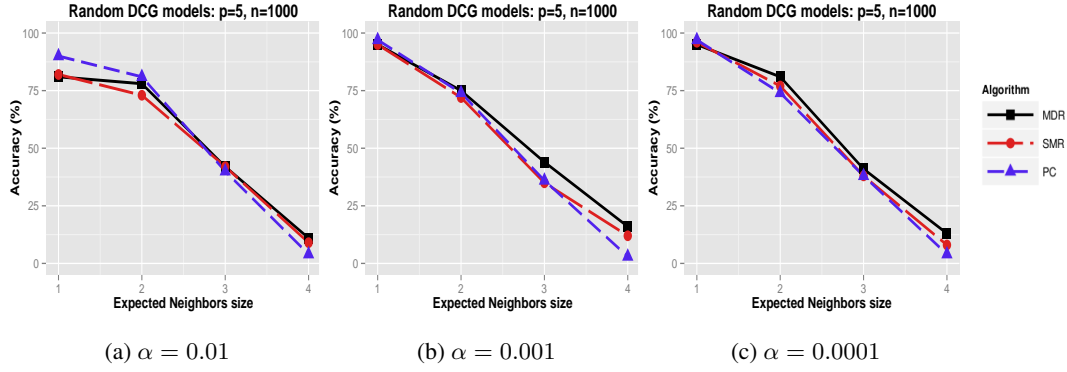 Random DCG models: p=5, n=1000
Accuracy (%)
100
75
50
25
0
1 2 3 4
Expected Neighbors size
(a) α = 0.01
Random DCG models: p=5, n=1000
Accuracy (%)
100
75
50
25
0
1 2 3 4
Expected Neighbors size
(b) α = 0.001
Random DCG models: p=5, n=1000
Accuracy (%)
100
75
50
25
0
1 2 3 4
Expected Neighbors size
(c) α = 0.0001
Algorithm
MDR
SMR
PC